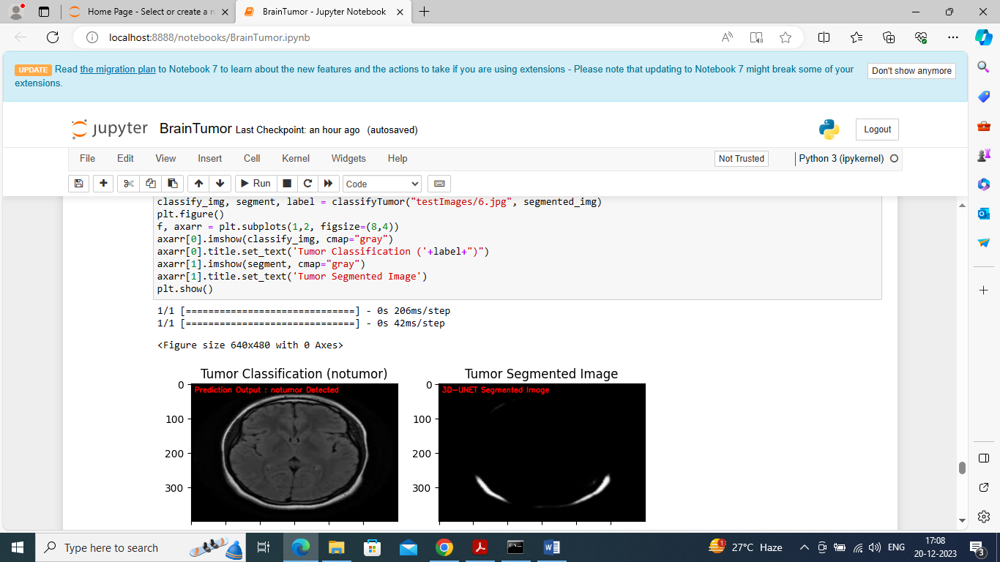 Home Page - Select or create a n
BrainTumor - Jupyter Notebook
localhost:8888/notebooks/BrainTumor.ipynb
UPDATE Read the migration plan to Notebook 7 to learn about the new features and the actions to take if you are using extensions - Please note that updating to Notebook 7 might break some of your
extensions.
Don't show anymore
jupyter BrainTumor Last Checkpoint: an hour ago (autosaved)
Logout
File Edit View Insert Cell Kernel Widgets Help
Not Trusted
Python 3 (ipykernel)
Run
Code
classify_img, segment, label = classifyTumor("testImages/6.jpg", segmented_img)
plt.figure()
f, axarr = plt.subplots(1,2, figsize=(8,4))
axarr[0].imshow(classify_img, cmap="gray")
axarr[0].title.set_text('Tumor Classification ('+label+")")
axarr[1].imshow(segment, cmap="gray")
axarr[1].title.set_text('Tumor Segmented Image')
plt.show()
1/1 [==============================] - 0s 206ms/step
1/1 [==============================] - 0s 42ms/step
<Figure size 640x480 with 0 Axes>
Tumor Classification (notumor)
Prediction Output : notumor Detected
0
100
200
300
Tumor Segmented Image
3D-UNET Segmented Image
0
100
200
300
Type here to search
1
27°C Haze
ENG
17:08
20-12-2023
3